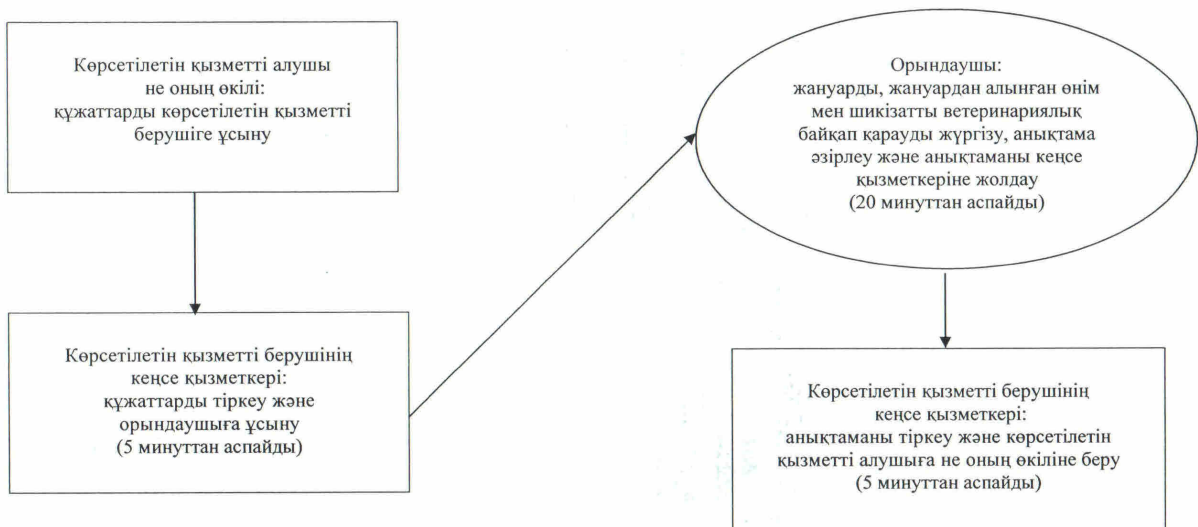 Көрсетілетін қызметті алушы
не оның өкілі:
құжаттарды көрсетілетін қызметті
берушіге ұсыну
Көрсетілетін қызметті берушінің
кеңсе қызметкері:
құжаттарды тіркеу және
орындаушыға ұсыну
(5 минуттан аспайды)
Орындаушы:
жануарды, жануардан алынған өнім
мен шикізатты ветеринариялық
байқап қарауды жүргізу, анықтама
әзірлеу және анықтаманы кеңсе
қызметкеріне жолдау
(20 минуттан аспайды)
Көрсетілетін қызметті берушінің
кеңсе қызметкері:
анықтаманы тіркеу және көрсетілетін
қызметті алушыға не оның өкіліне беру
(5 минуттан аспайды)